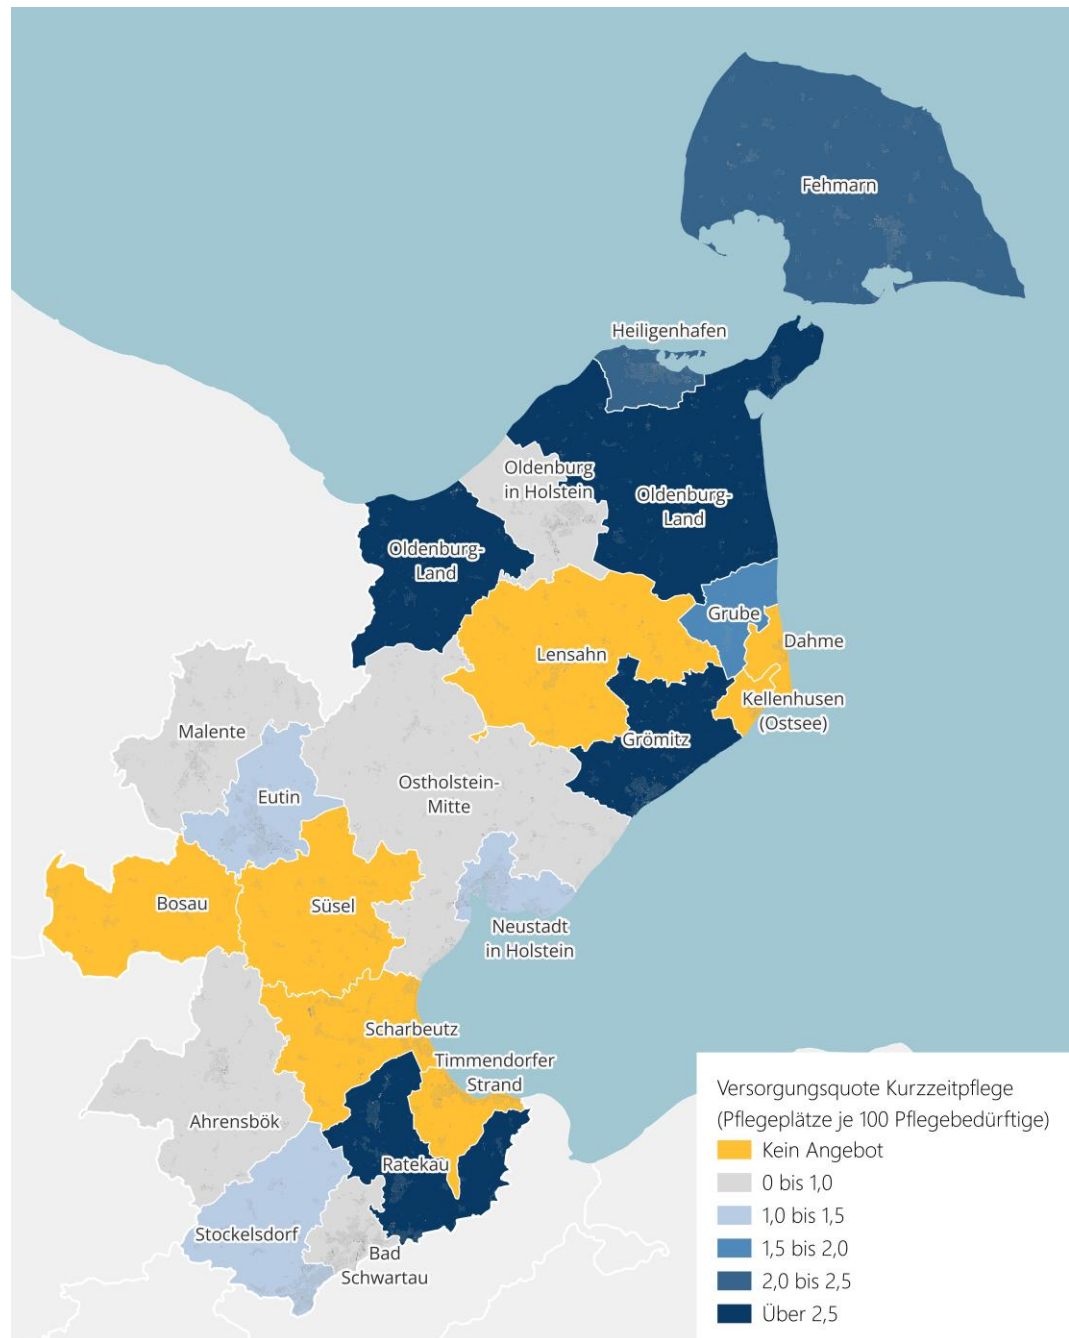 Fehmarn
Heiligenhafen
Oldenburg
in Holstein
Oldenburg-
Land
Oldenburg-
Land
Grube
Dahme
Lensahn
Kellenhusen
(Ostsee)
Malente
Grömitz
Ostholstein-
Mitte
Eutin
Bosau
Süsel
Neustadt
in Holstein
Scharbeutz
Timmendorfer
Strand
Ahrensbök
Ratekau
Stockelsdorf
Bad
Schwartau
Versorgungsquote Kurzzeitpflege
(Pflegeplätze je 100 Pflegebedürftige)
Kein Angebot
0 bis 1,0
1,0 bis 1,5
1,5 bis 2,0
2,0 bis 2,5
Über 2,5